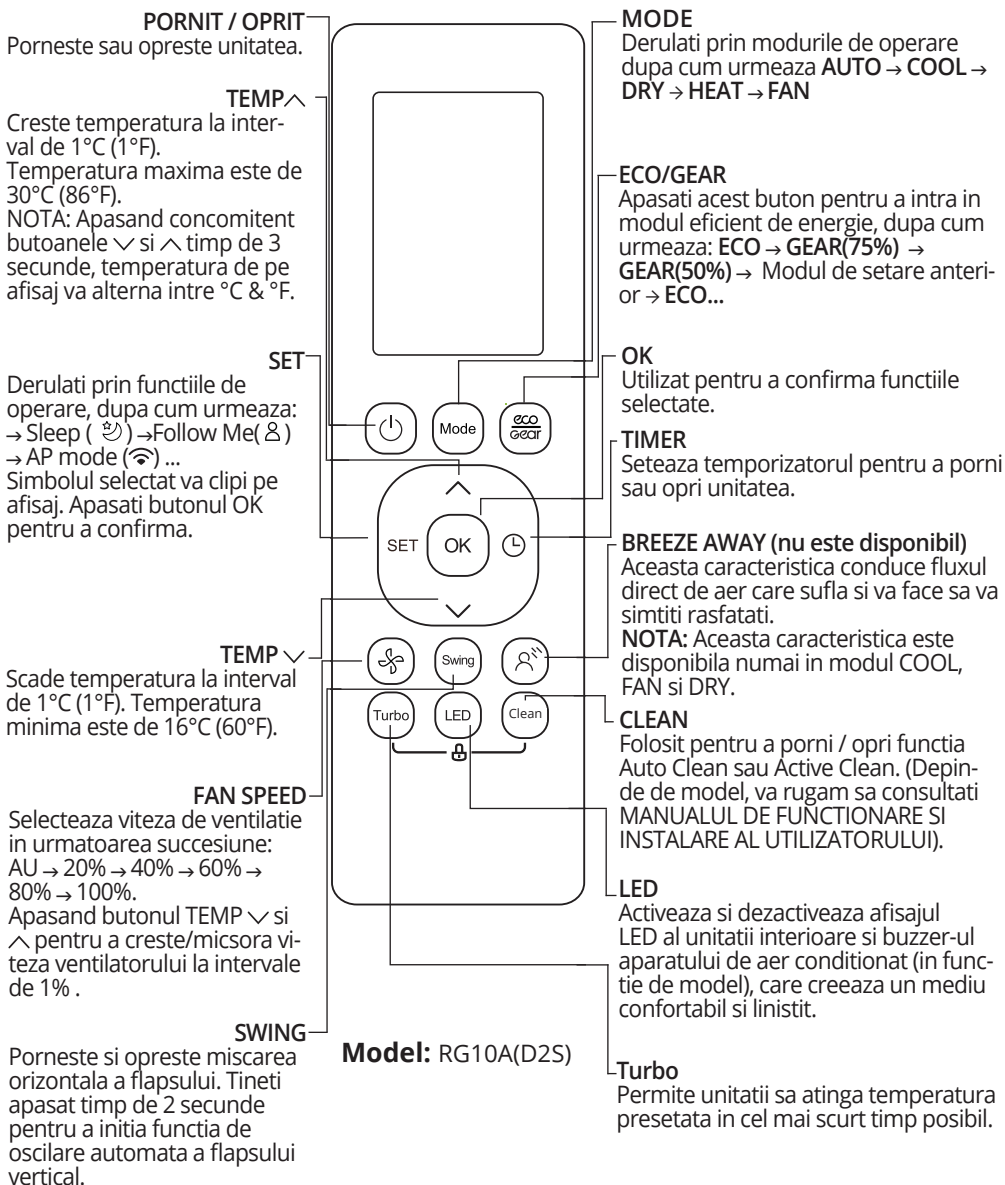 PORNIT / OPRIT
Porneste sau opreste unitatea.
TEMP
Creste temperatura la inter-
val de 1°C (1°F).
Temperatura maxima este de
30°C (86°F).
NOTA: Apasand concomitent
butoanele ∨ si ∧ timp de 3
secunde, temperatura de pe
afisaj va alterna intre °C & °F.
SET
Derulati prin functiile de
operare, dupa cum urmeaza:
→ Sleep ( ) →Follow Me( )
→ AP mode ( ) ...
Simbolul selectat va clipi pe
afisaj. Apasati butonul OK
pentru a confirma.
TEMP
Scade temperatura la interval
de 1°C (1°F). Temperatura
minima este de 16°C (60°F).
FAN SPEED
Selecteaza viteza de ventilatie
in urmatoarea succesiune:
AU → 20% → 40% → 60% →
80% → 100%.
Apasand butonul TEMP ∨ si
∧ pentru a creste/micsora vi-
teza ventilatorului la intervale
de 1% .
SWING
Porneste si opreste miscarea
orizontala a flapsului. Tineti
apasat timp de 2 secunde
pentru a initia functia de
oscilare automata a flapsului
vertical.
Mode
eco
Gear
SET
OK
Swing
Turbo
LED
Clean
Model: RG10A(D2S)
MODE
Derulati prin modurile de operare
dupa cum urmeaza AUTO → COOL →
DRY → HEAT → FAN
ECO/GEAR
Apasati acest buton pentru a intra in
modul eficient de energie, dupa cum
urmeaza: ECO → GEAR(75%) →
GEAR(50%) → Modul de setare anteri-
or → ECO...
OK
Utilizat pentru a confirma functiile
selectate.
TIMER
Seteaza temporizatorul pentru a porni
sau opri unitatea.
BREEZE AWAY (nu este disponibil)
Aceasta caracteristica conduce fluxul
direct de aer care sufla si va face sa va
simtiti rasfatati.
NOTA: Aceasta caracteristica este
disponibila numai in modul COOL,
FAN si DRY.
CLEAN
Folosit pentru a porni / opri functia
Auto Clean sau Active Clean. (Depin-
de de model, va rugam sa consultati
MANUALUL DE FUNCTIONARE SI
INSTALARE AL UTILIZATORULUI).
LED
Activeaza si dezactiveaza afisajul
LED al unitatii interioare si buzzer-ul
aparatului de aer conditionat (in func-
tie de model), care creeaza un mediu
confortabil si linistit.
Turbo
Permite unitatii sa atinga temperatura
presetata in cel mai scurt timp posibil.